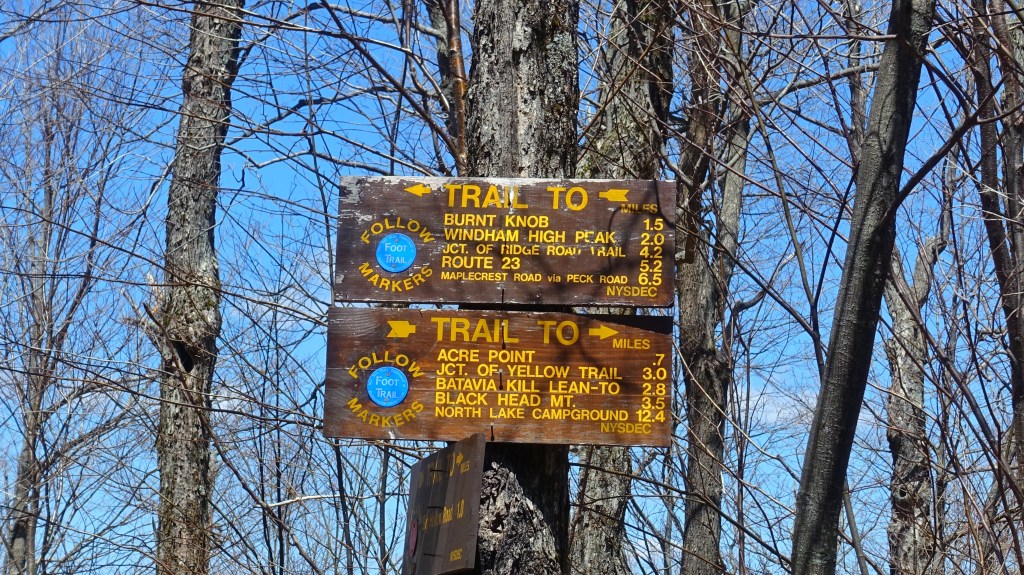 TRAIL TO
MILES
BURNT KNOB 1.5
WINDHAM HIGH PEAK 2.0
JCT. OF RIDGE ROAD TRAIL 4.2
ROUTE 23 5.2
MAPLECREST ROAD via PECK ROAD 6.5
NYSDEC
FOLLOW
FOOT
TRAIL
MARKERS
TRAIL TO
MILES
ACRE POINT .7
JCT. OF YELLOW TRAIL 3.0
BATAVIA KILL LEAN-TO 2.8
BLACK HEAD MT. 3.5
NORTH LAKE CAMPGROUND 12.4
NYSDEC
FOLLOW
FOOT
TRAIL
MARKERS
1.0